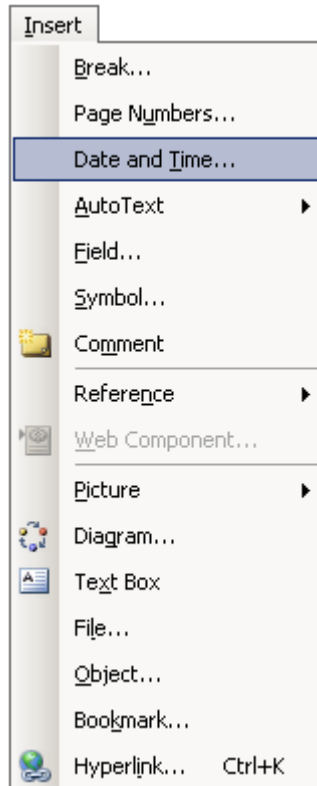 Insert
Break...
Page Numbers...
Date and Time...
AutoText
Field...
Symbol...
Comment
Reference
Web Component...
Picture
Diagram...
Text Box
File...
Object...
Bookmark...
Hyperlink... Ctrl+K